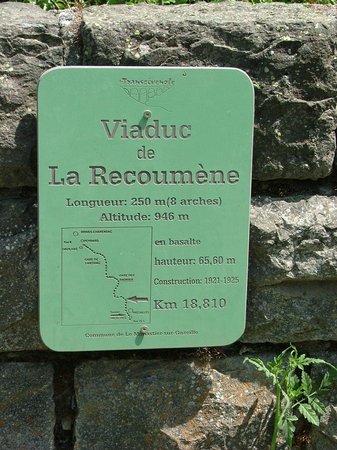 Transcévenole
Viaduc
de
La Recoumène
Longueur: 250 m(8 arches)
Altitude: 946 m
en basalte
hauteur: 65,60 m
Construction: 1921-1925
Km 18,810
Commune de Le Monastier sur Gazeille